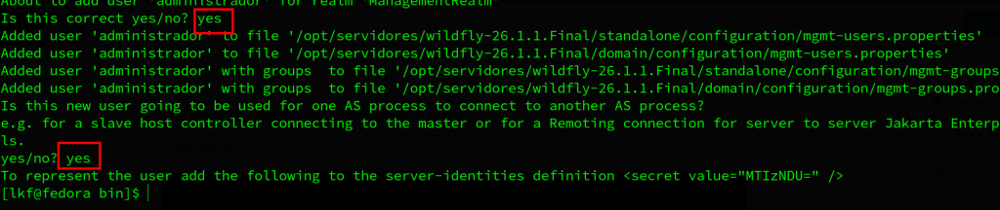 About to add user 'administrador' for realm 'ManagementRealm'
Is this correct yes/no? yes
Added user 'administrador' to file '/opt/servidores/wildfly-26.1.1.Final/standalone/configuration/mgmt-users.properties'
Added user 'administrador' to file '/opt/servidores/wildfly-26.1.1.Final/domain/configuration/mgmt-users.properties'
Added user 'administrador' with groups  to file '/opt/servidores/wildfly-26.1.1.Final/standalone/configuration/mgmt-groups
Added user 'administrador' with groups  to file '/opt/servidores/wildfly-26.1.1.Final/domain/configuration/mgmt-groups.pro
Is this new user going to be used for one AS process to connect to another AS process?
e.g. for a slave host controller connecting to the master or for a Remoting connection for server to server Jakarta Enterp
ls.
yes/no? yes
To represent the user add the following to the server-identities definition <secret value="MTIzNDU=" />
[lkf@fedora bin]$